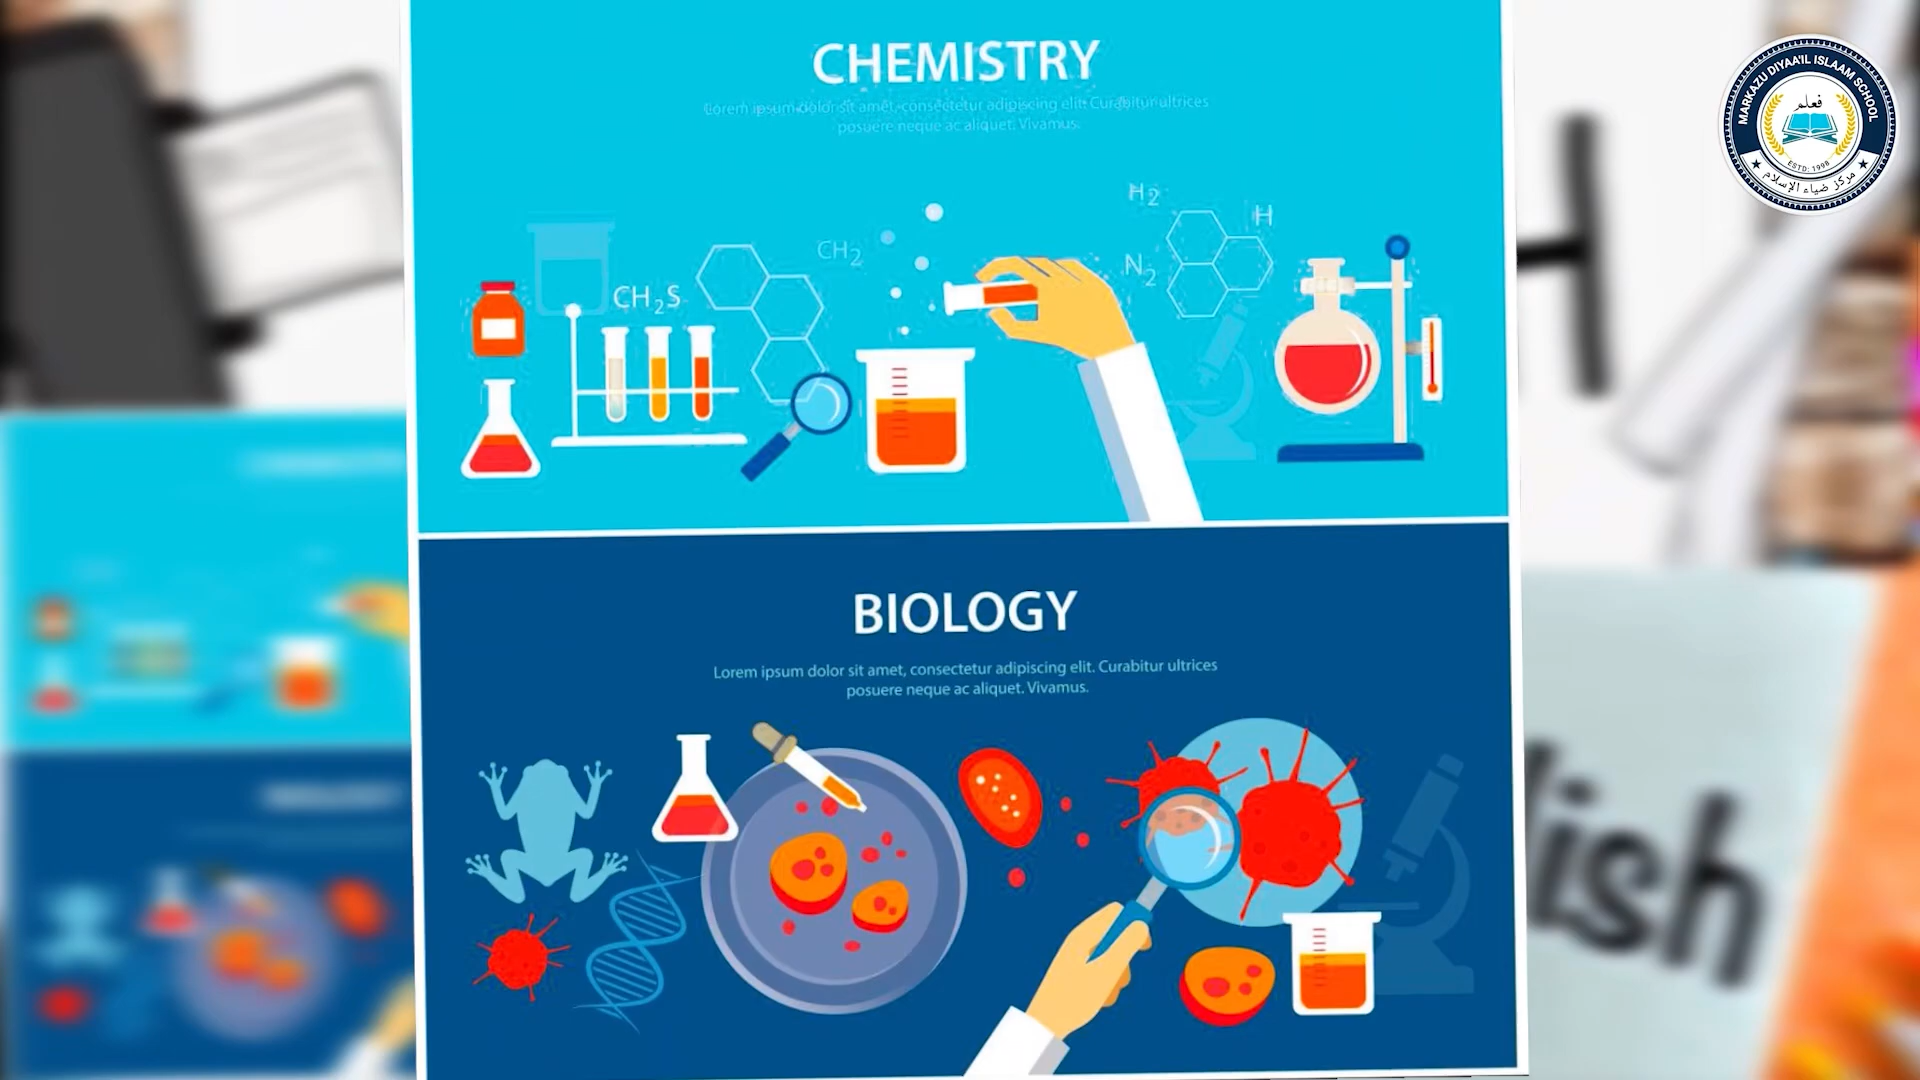 CHEMISTRY
Lorem ipsum dolor sit amet, consectetur adipiscing elit. Curabitur ultrices
posuere neque ac aliquet. Vivamus.
H2
H
CH2
N2
CH2S
BIOLOGY
Lorem ipsum dolor sit amet, consectetur adipiscing elit. Curabitur ultrices
posuere neque ac aliquet. Vivamus.
MARKAZU DIYAA'IL ISLAAM SCHOOL
فعلم
ESTD: 1998
مركز ضياء الإسلام
lish